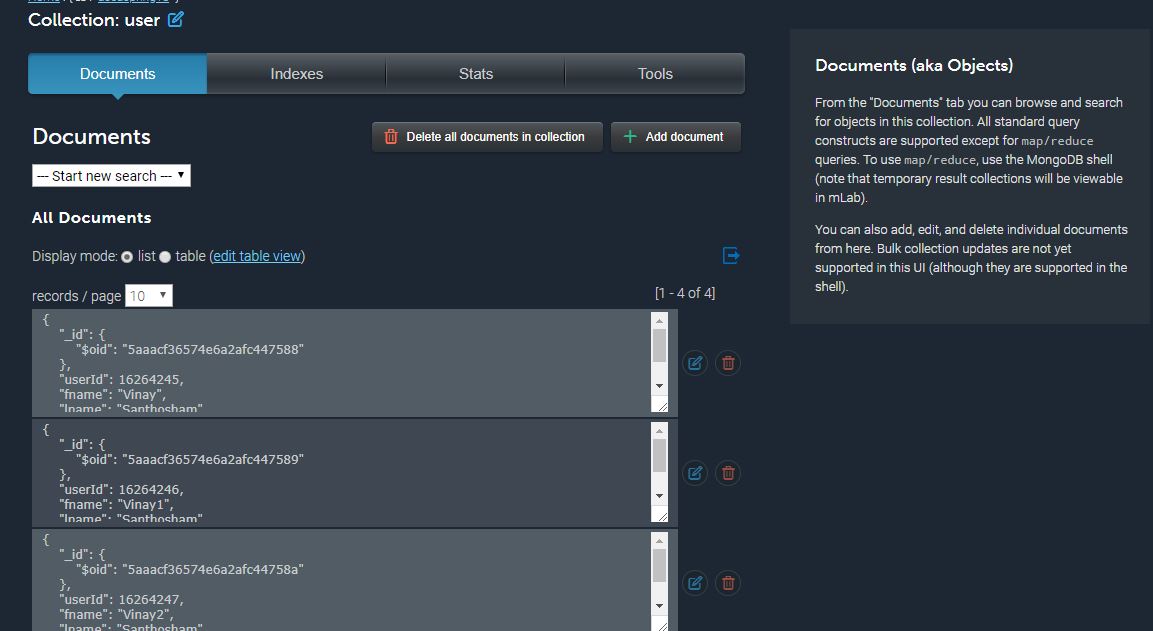 Collection: user
Documents
Indexes
Stats
Tools
Documents
Delete all documents in collection
Add document
--- Start new search ---
All Documents
Display mode: list table (edit table view)
records / page 10
[1 - 4 of 4]
{
"_id": {
"$oid": "5aaacf36574e6a2afc447588"
},
"userId": 16264245,
"fname": "Vinay",
"lname": "Santhosham"
{
"_id": {
"$oid": "5aaacf36574e6a2afc447589"
},
"userId": 16264246,
"fname": "Vinay1",
"lname": "Santhosham"
{
"_id": {
"$oid": "5aaacf36574e6a2afc44758a"
},
"userId": 16264247,
"fname": "Vinay2",
"lname": "Santhosham"
Documents (aka Objects)
From the "Documents" tab you can browse and search
for objects in this collection. All standard query
constructs are supported except for map/reduce
queries. To use map/reduce, use the MongoDB shell
(note that temporary result collections will be viewable
in mLab).
You can also add, edit, and delete individual documents
from here. Bulk collection updates are not yet
supported in this UI (although they are supported in the
shell).